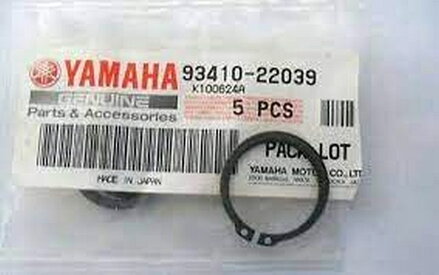 YAMAHA 93410-22039
K100624A
GENUINE 5 PCS
Parts & Accessories
PACK LOT
YAMAHA MOTOR CO., LTD.
MADE IN JAPAN